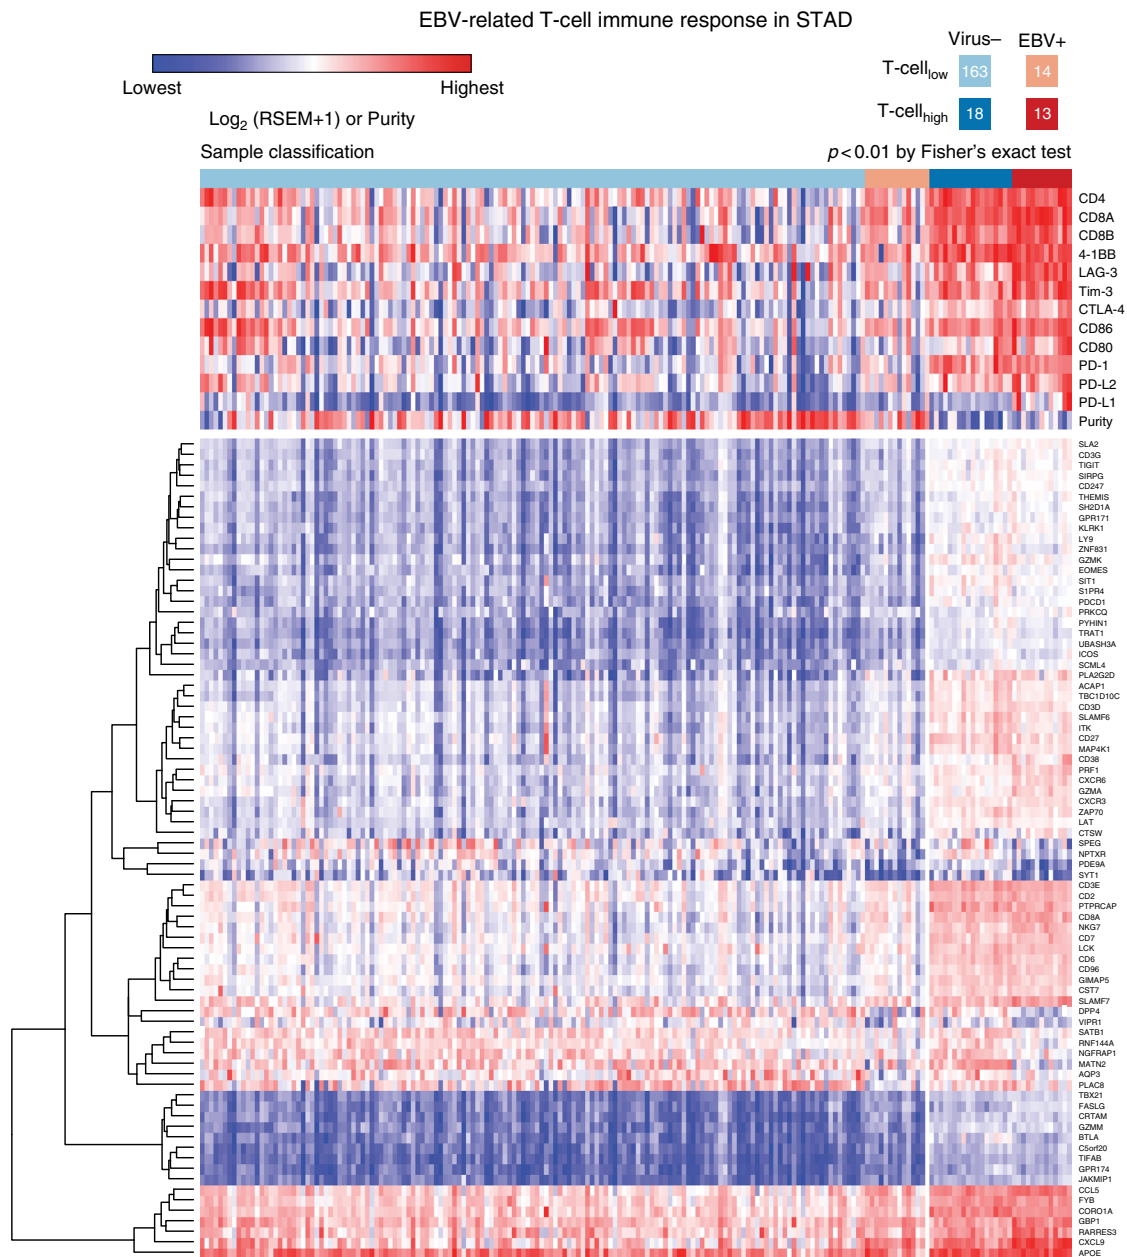 EBV-related T-cell immune response in STAD
Lowest Highest
Log2 (RSEM+1) or Purity
Virus– EBV+
T-celllow 163 14
T-cellhigh 18 13
Sample classification
p<0.01 by Fisher's exact test
CD4
CD8A
CD8B
4-1BB
LAG-3
Tim-3
CTLA-4
CD86
CD80
PD-1
PD-L2
PD-L1
Purity
SLA2
CD3G
TIGIT
SIRPG
CD247
THEMIS
SH2D1A
GPR171
KLRK1
LY9
ZNF831
GZMK
EOMES
SIT1
S1PR4
PDCD1
PRKCQ
PYHIN1
TRAT1
UBASH3A
ICOS
SCML4
PLA2G2D
ACAP1
TBC1D10C
CD3D
SLAMF6
ITK
CD27
MAP4K1
CD38
PRF1
CXCR6
GZMA
CXCR3
ZAP70
LAT
CTSW
SPEG
NPTXR
PDE9A
SYT1
CD3E
CD2
PTPRCAP
CD8A
NKG7
CD7
LCK
CD6
CD96
GIMAP5
CST7
SLAMF7
DPP4
VIPR1
SATB1
RNF144A
NGFRAP1
MATN2
AQP3
PLAC8
TBX21
FASLG
CRTAM
GZMM
BTLA
C5orf20
TIFAB
GPR174
JAKMIP1
CCL5
FYB
CORO1A
GBP1
RARRES3
CXCL9
APOE